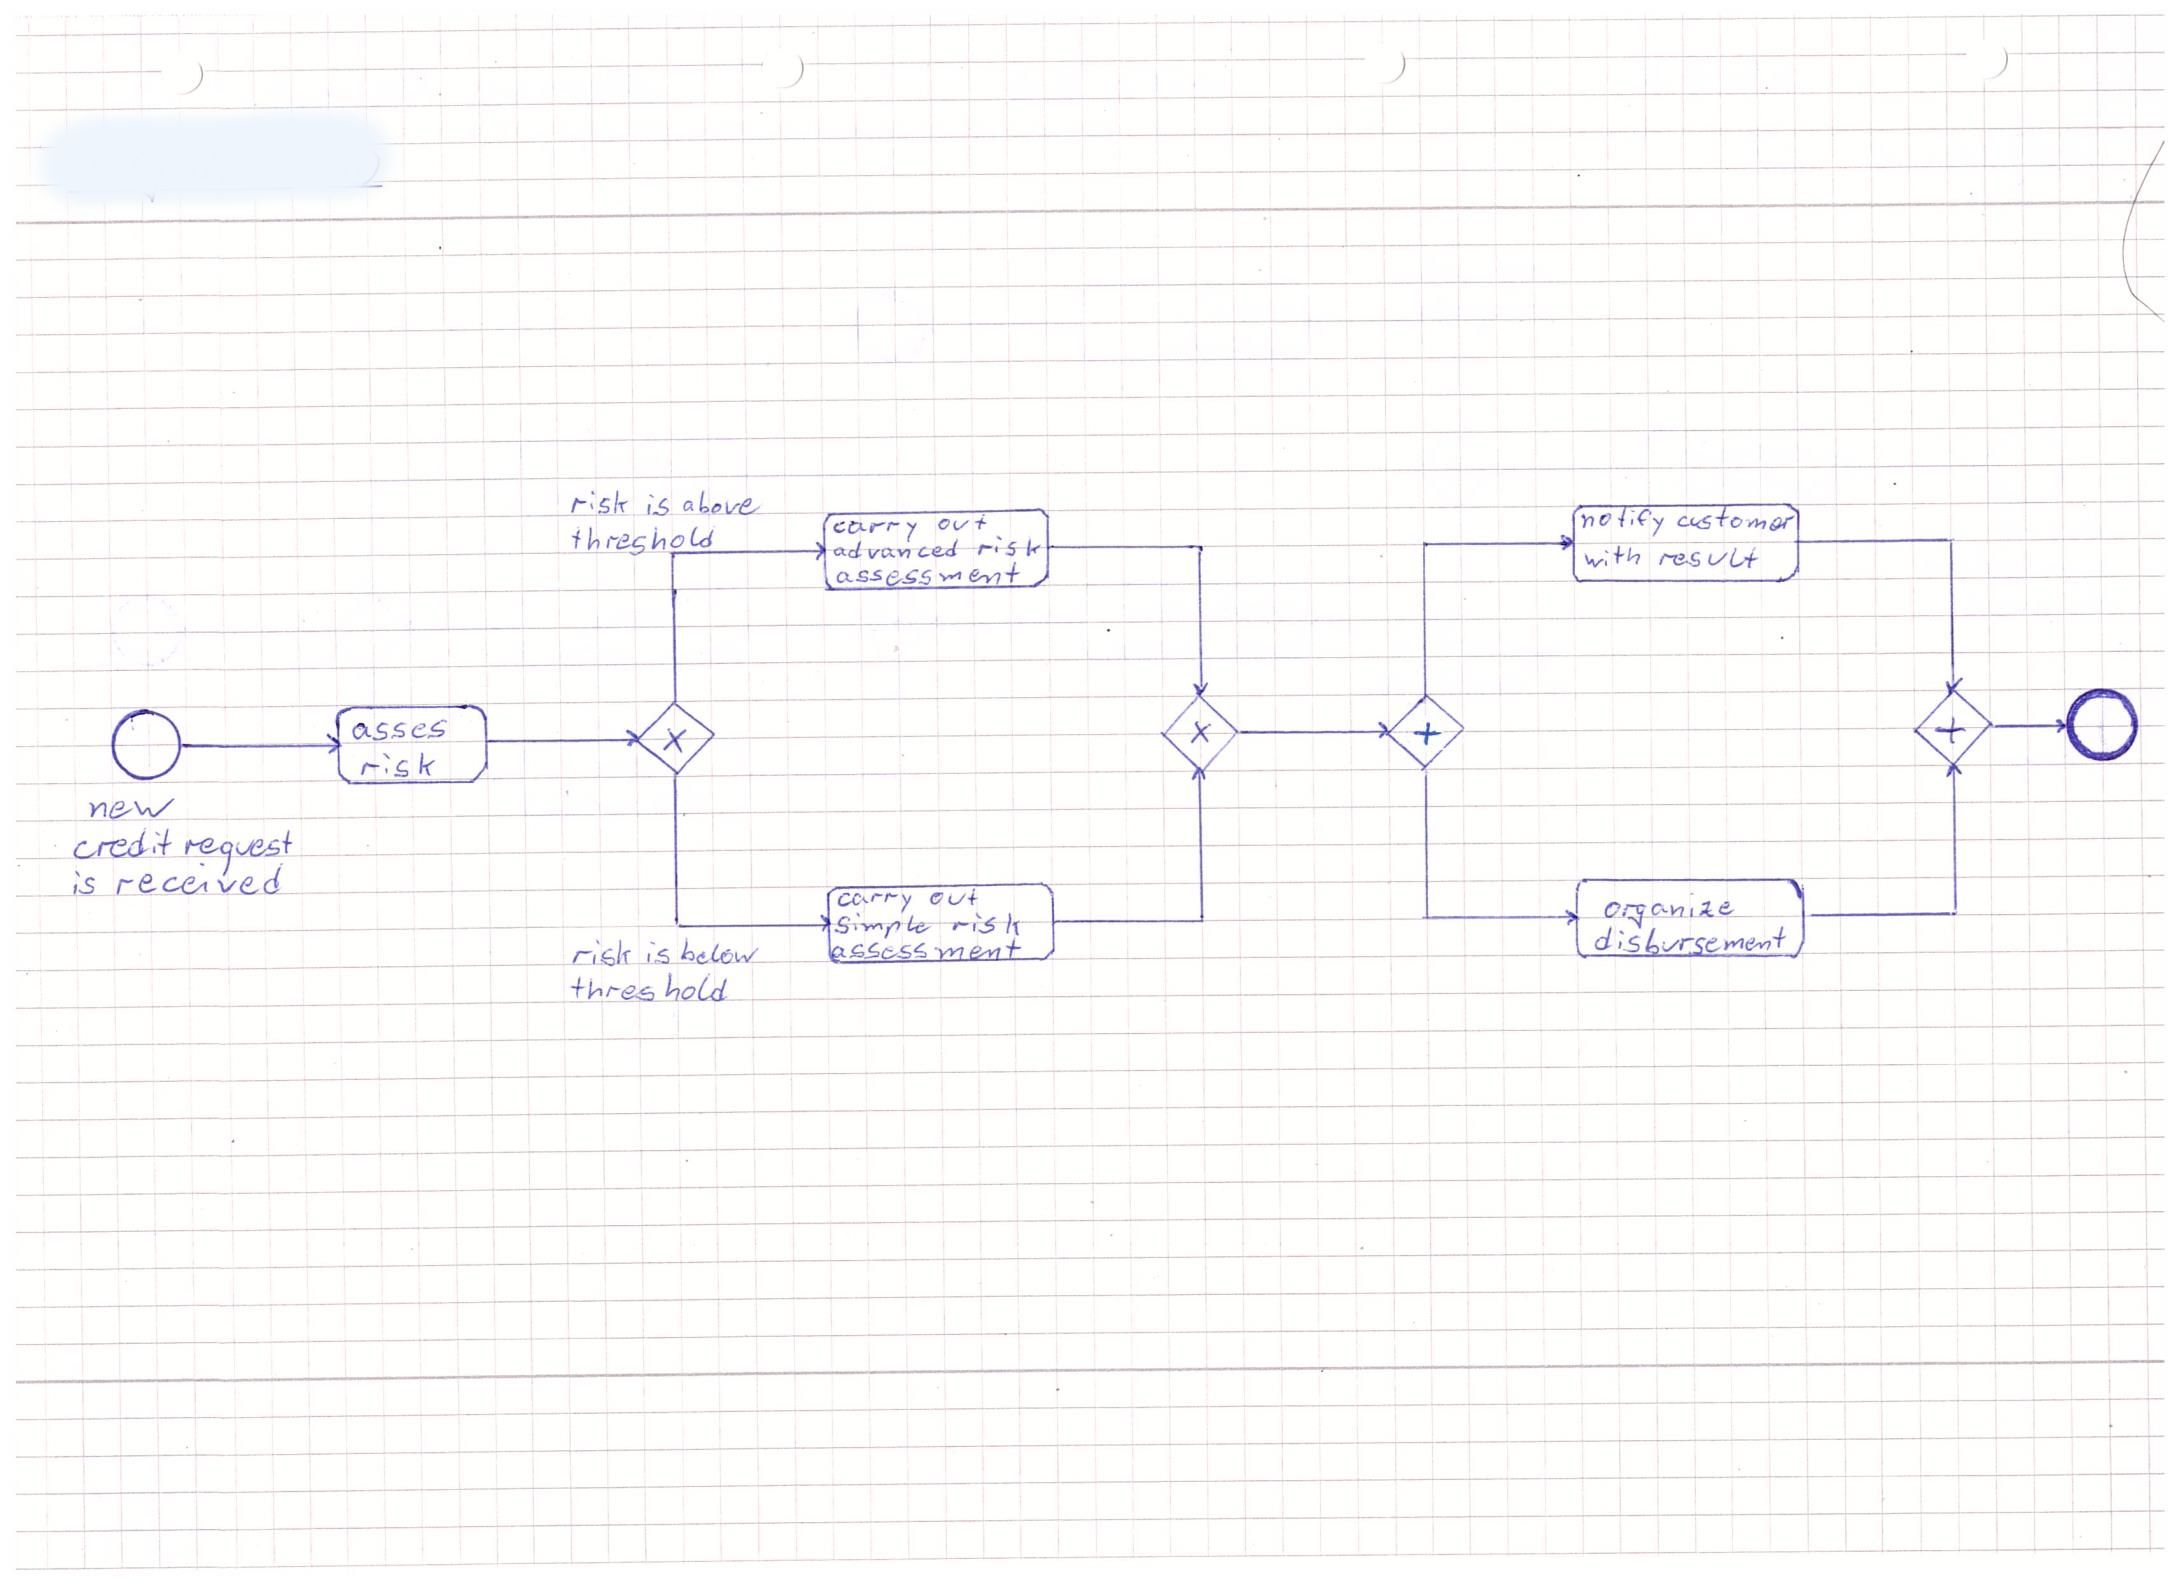 new
credit request
is received
asses
risk
risk is above
threshold
risk is below
threshold
carry out
advanced risk
assessment
carry out
simple risk
assessment
notify customer
with result
organize
disbursement